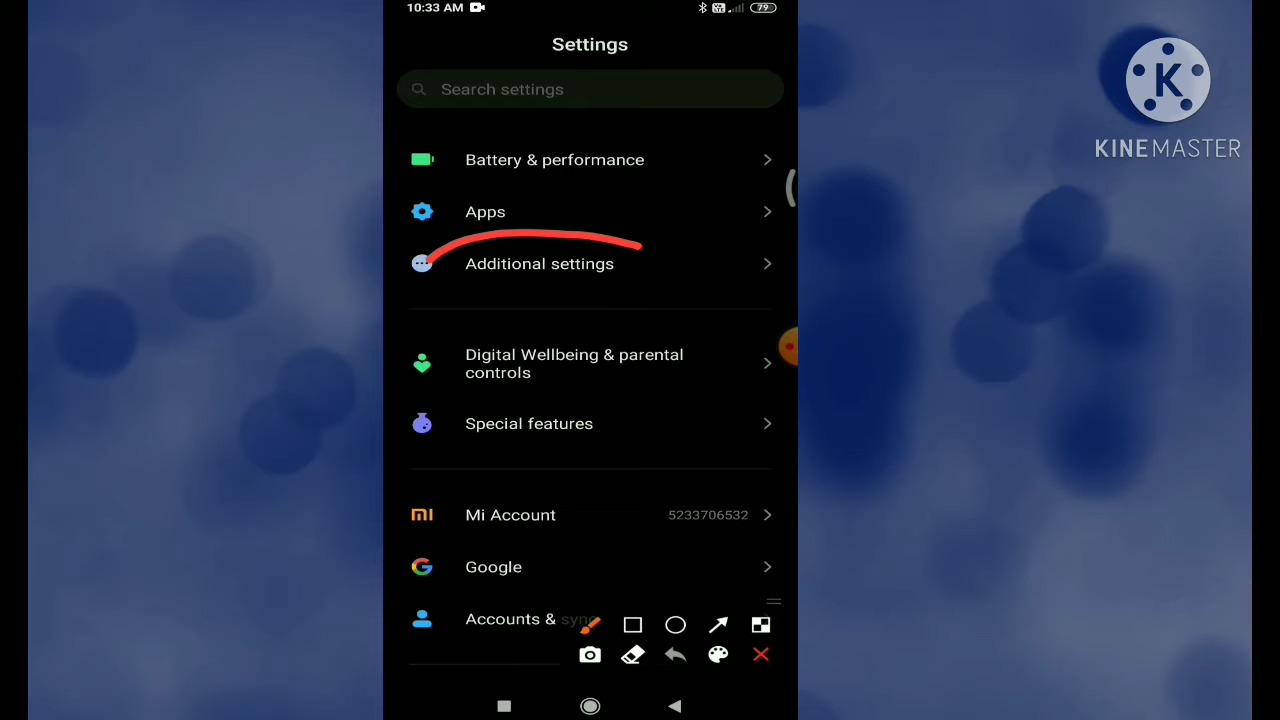 10:33 AM
79
Settings
Search settings
K
KINEMASTER
Battery & performance
Apps
Additional settings
Digital Wellbeing & parental
controls
Special features
Mi Account 5233706532
Google
Accounts & sync